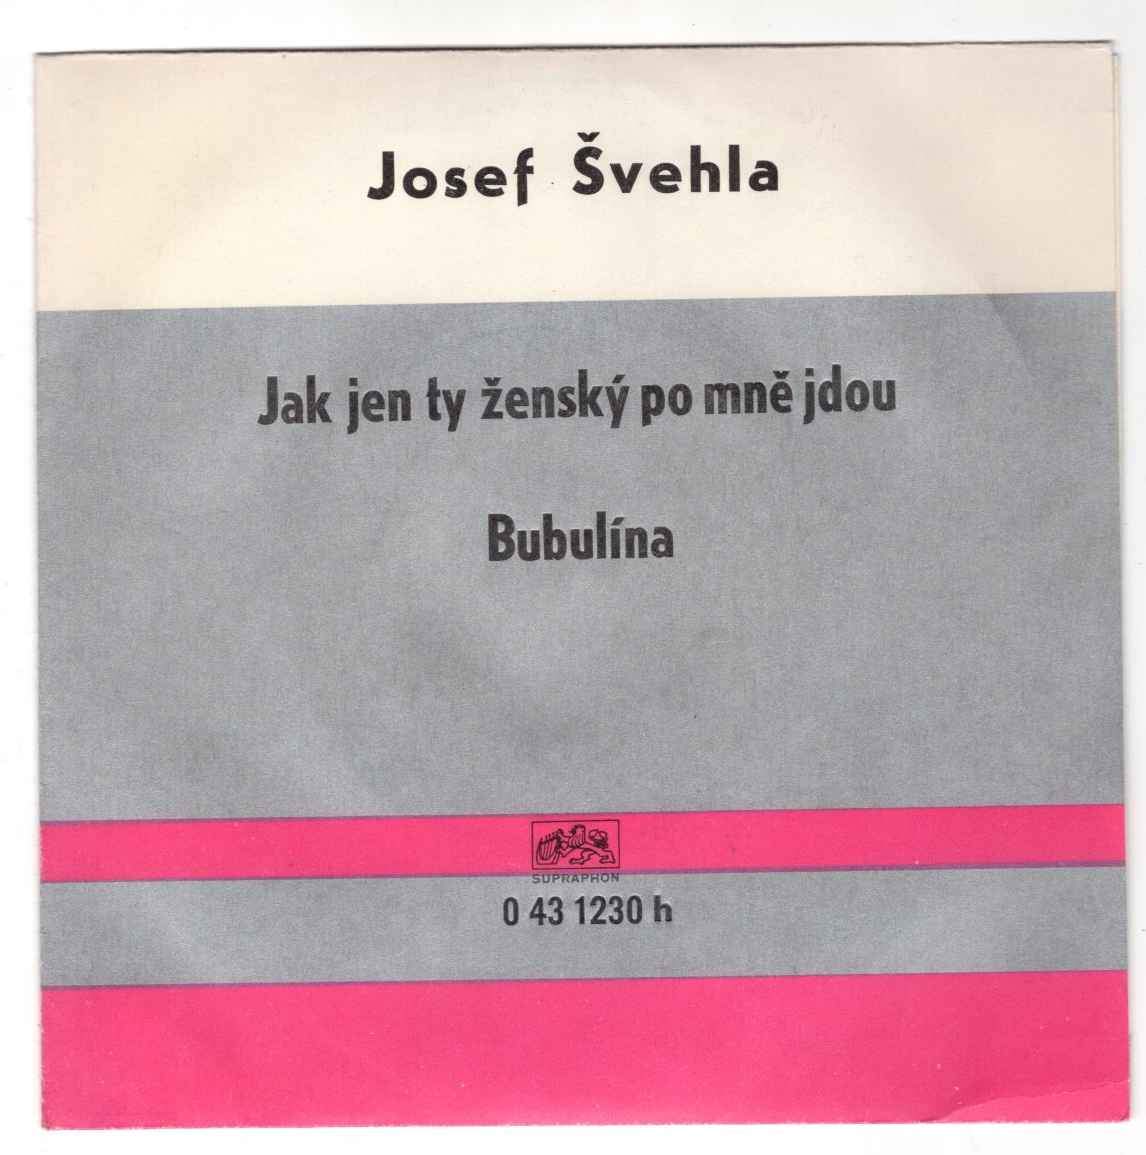 Josef Švehla
Jak jen ty ženský po mně jdou
Bubulína
SUPRAPHON
0 43 1230 h